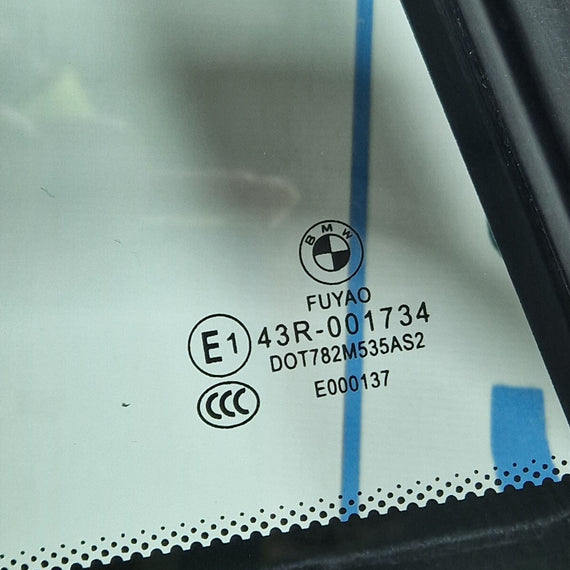 BMW
FUYAO
E1 43R-001734
DOT782M535AS2
CCC E000137